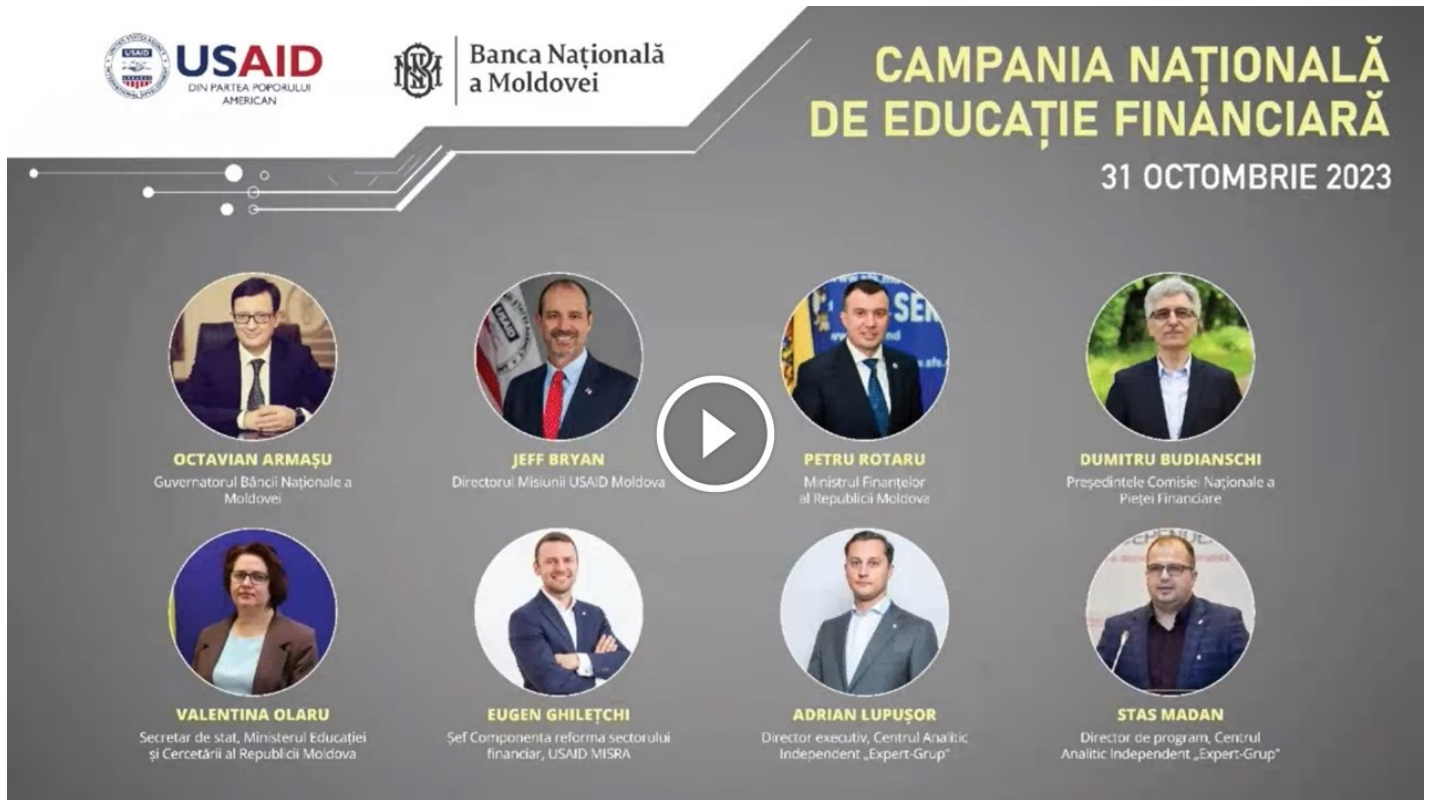 USAID
DIN PARTEA POPORULUI
AMERICAN
Banca Națională
a Moldovei
CAMPANIA NAȚIONALĂ
DE EDUCAȚIE FINANCIARĂ
31 OCTOMBRIE 2023
OCTAVIAN ARMAȘU
Guvernatorul Băncii Naționale a
Moldovei
JEFF BRYAN
Directorul Misiunii USAID Moldova
PETRU ROTARU
Ministrul Finanțelor
al Republicii Moldova
DUMITRU BUDIANSCHI
Președintele Comisiei Naționale a
Pieței Financiare
VALENTINA OLARU
Secretar de stat, Ministerul Educației
și Cercetării al Republicii Moldova
EUGEN GHILEȚCHI
Șef Componenta reforma sectorului
financiar, USAID MISRA
ADRIAN LUPUȘOR
Director executiv, Centrul Analitic
Independent „Expert-Grup”
STAS MADAN
Director de program, Centrul
Analitic Independent „Expert-Grup”